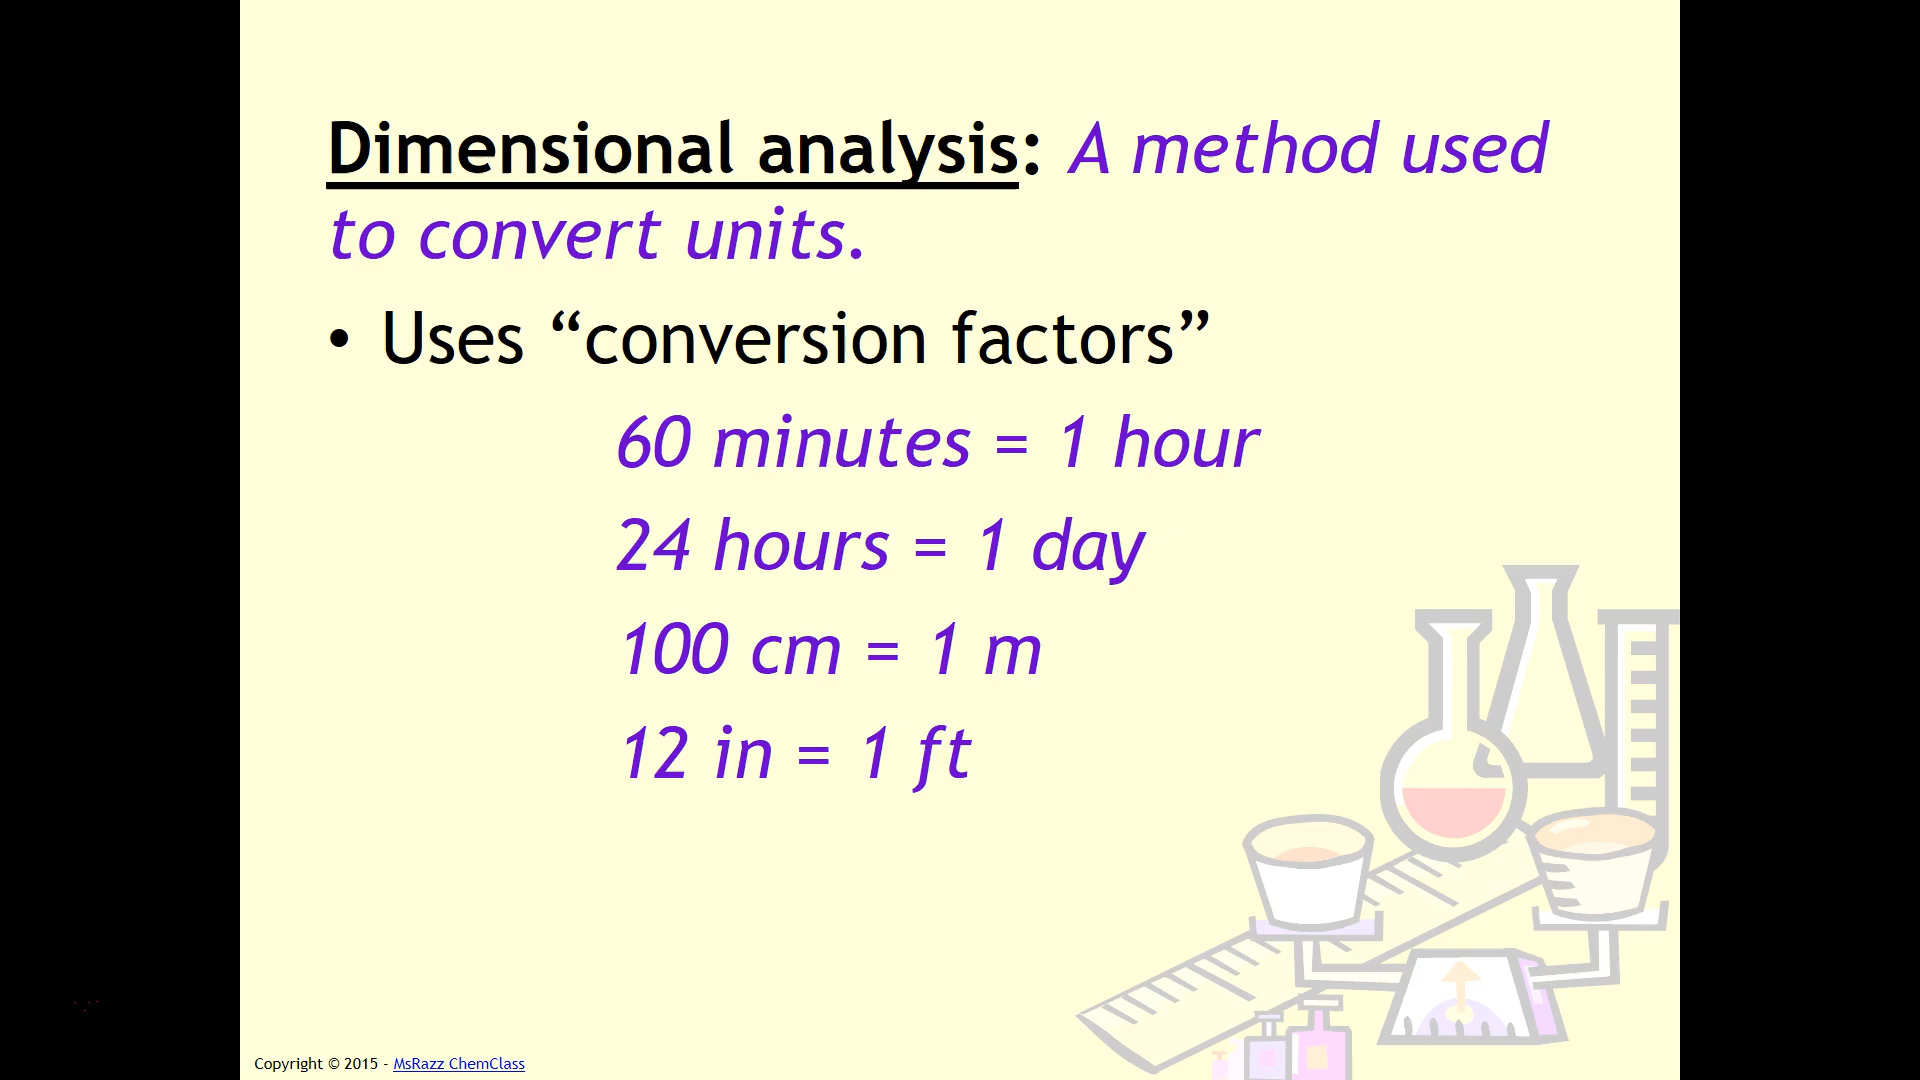 Dimensional analysis: A method used
to convert units.
• Uses “conversion factors”
60 minutes = 1 hour
24 hours = 1 day
100 cm = 1 m
12 in = 1 ft
Copyright © 2015 - MsRazz ChemClass